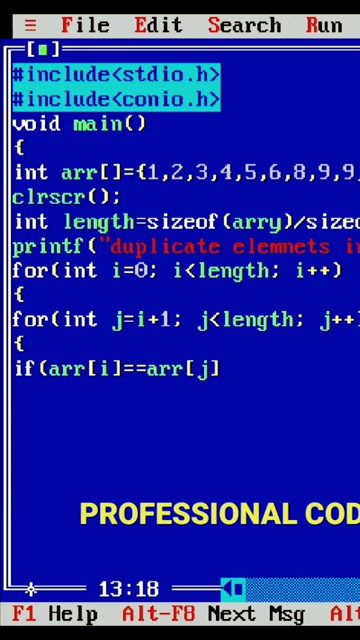 ≡ File Edit Search Run
[■]
#include<stdio.h>
#include<conio.h>
void main()
{
int arr[]={1,2,3,4,5,6,8,9,9,
clrscr();
int length=sizeof(arry)/sizeo
printf("duplicate elemnets in
for(int i=0; i<length; i++)
{
for(int j=i+1; j<length; j++)
{
if(arr[i]==arr[j]
PROFESSIONAL COD
13:18
F1 Help Alt-F8 Next Msg Alt